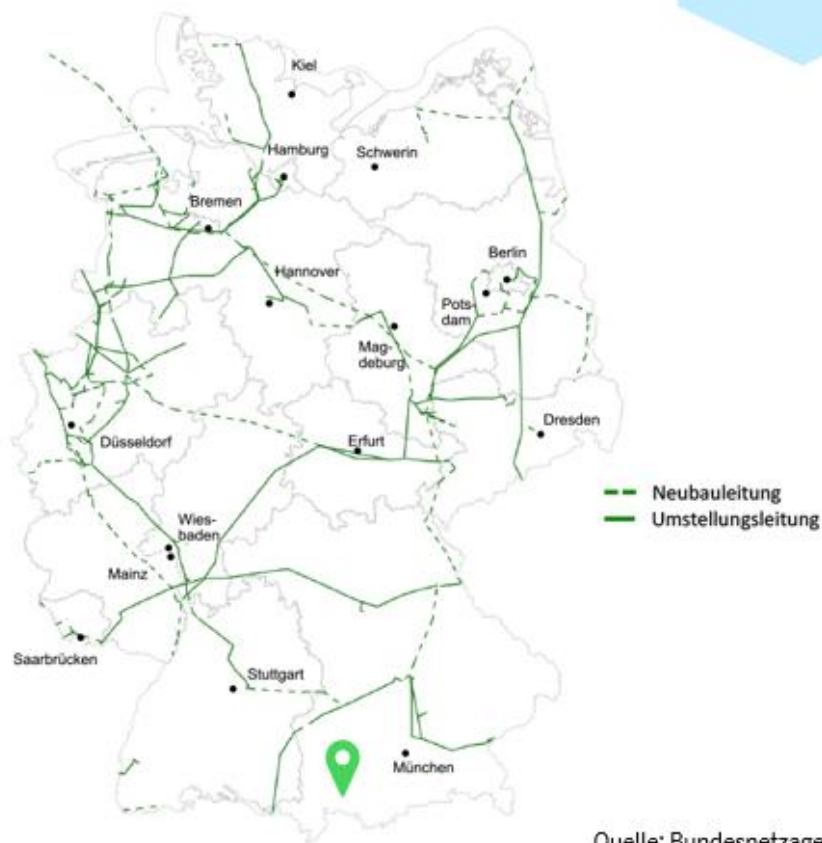 Kiel
Hamburg
Schwerin
Bremen
Berlin
Hannover
Pots-
dam
Mag-
deburg
Düsseldorf
Erfurt
Dresden
Neubauleitung
Umstellungsleitung
Wies-
baden
Mainz
Saarbrücken
Stuttgart
München
Quelle: Bundesnetzage